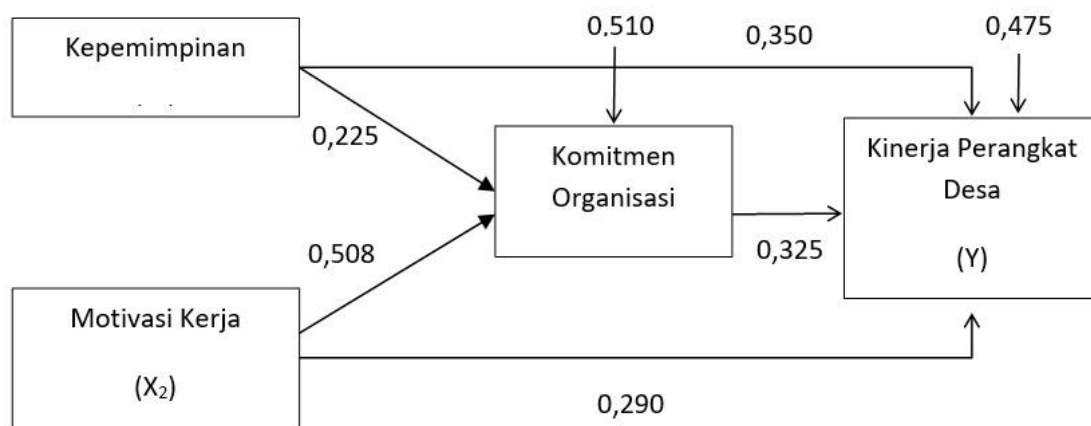 Kepemimpinan
0,510
0,350
0,475
0,225
Komitmen
Organisasi
Kinerja Perangkat
Desa
(Y)
0,325
0,508
Motivasi Kerja
(X₂)
0,290